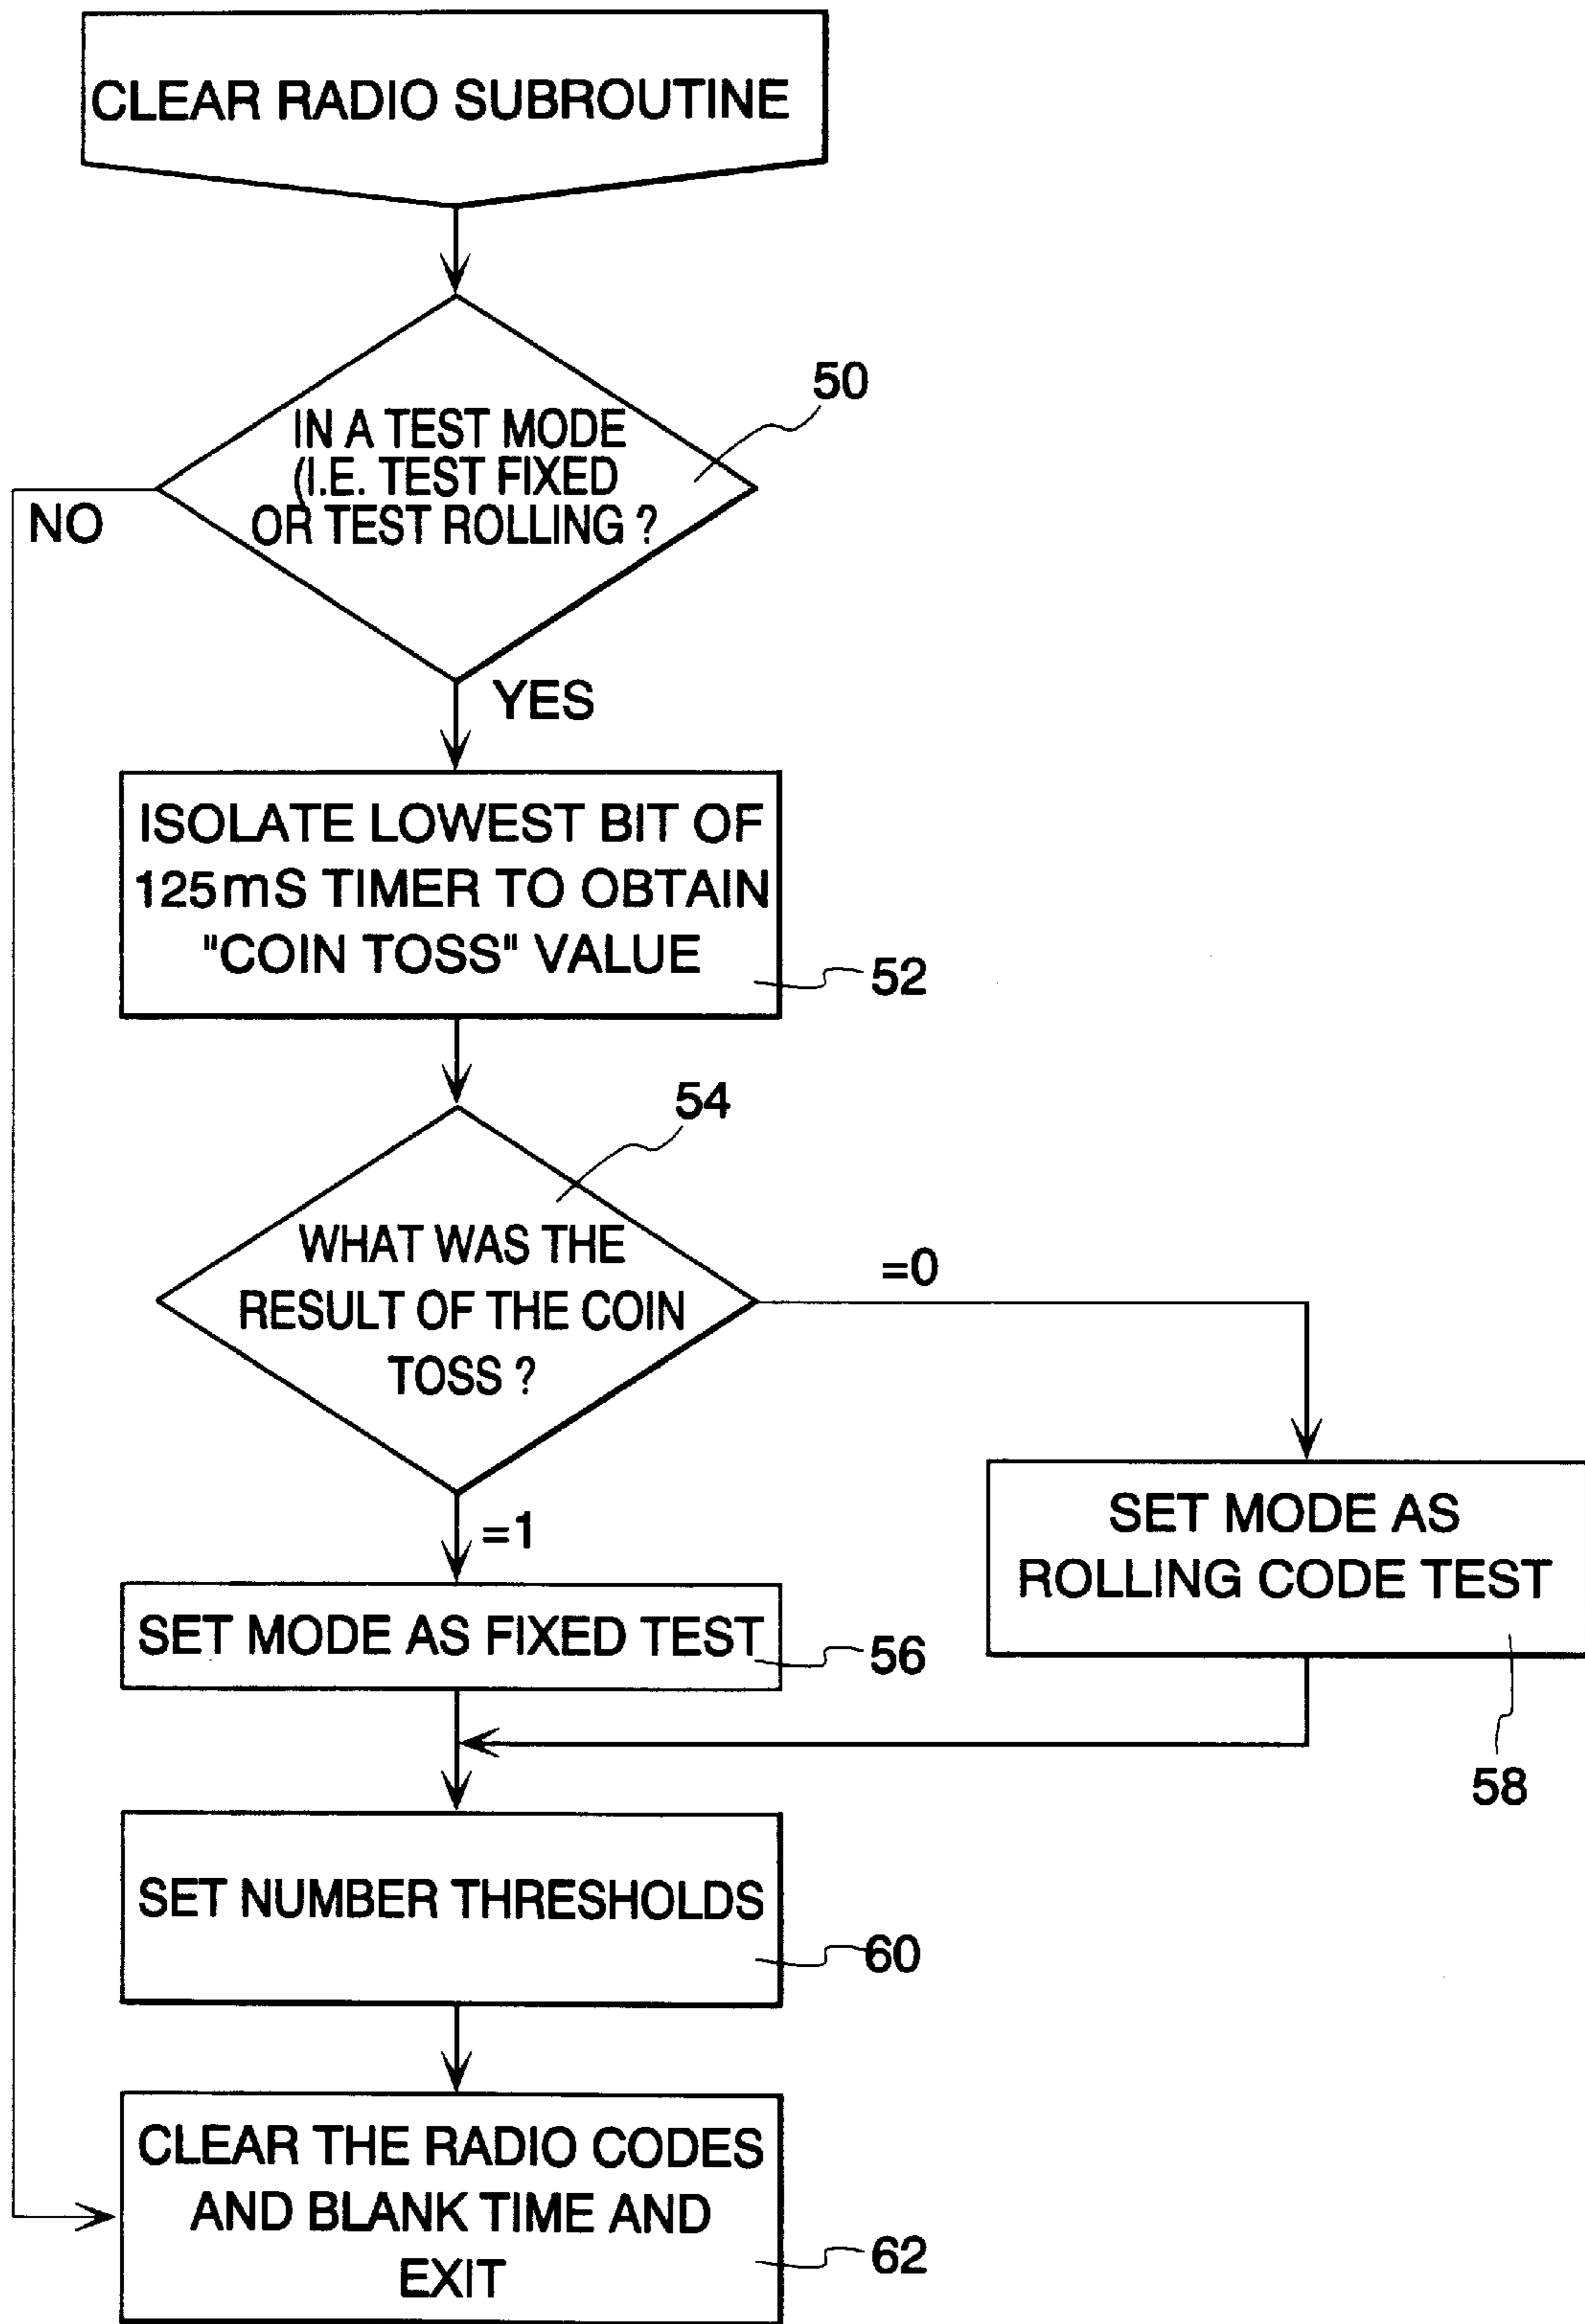 CLEAR RADIO SUBROUTINE
50
IN A TEST MODE
(I.E. TEST FIXED
OR TEST ROLLING ?
NO
YES
ISOLATE LOWEST BIT OF
125mS TIMER TO OBTAIN
"COIN TOSS" VALUE
52
54
WHAT WAS THE
RESULT OF THE COIN
TOSS ?
=0
=1
SET MODE AS
ROLLING CODE TEST
SET MODE AS FIXED TEST
56
58
SET NUMBER THRESHOLDS
60
CLEAR THE RADIO CODES
AND BLANK TIME AND
EXIT
62